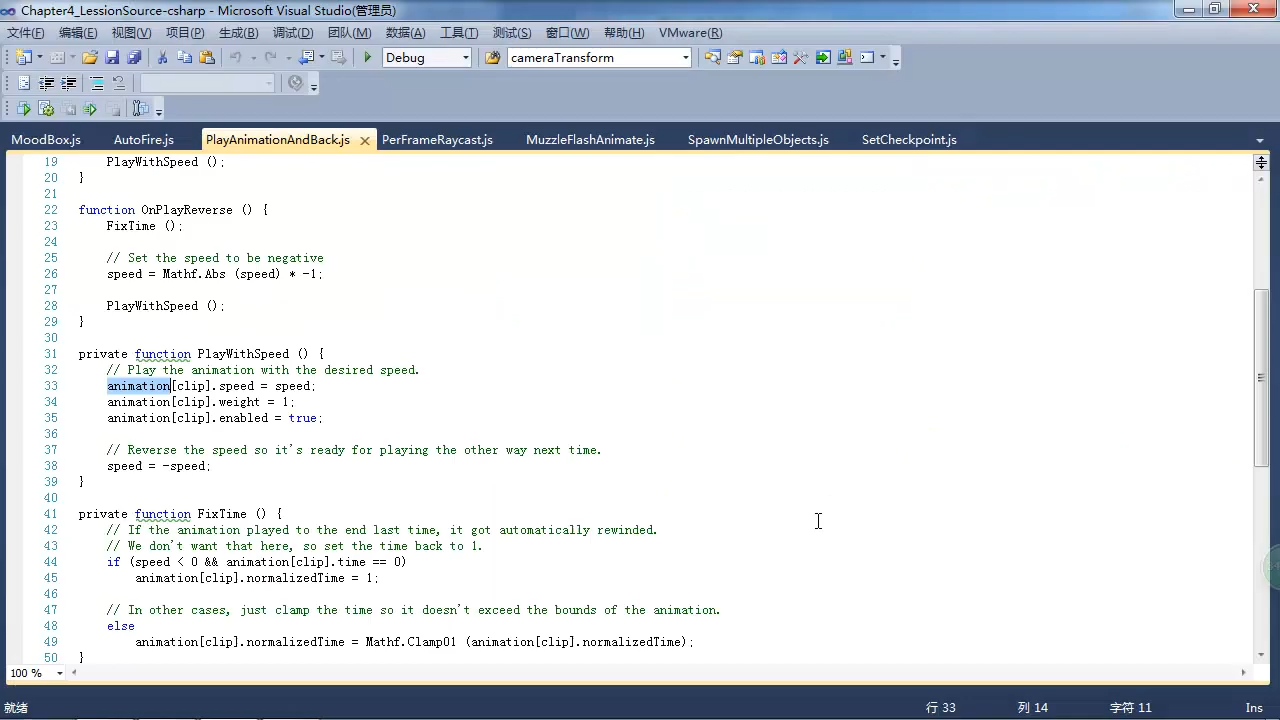 Chapter4_LessionSource-csharp - Microsoft Visual Studio(管理员)
文件(F) 编辑(E) 视图(V) 项目(P) 生成(B) 调试(D) 团队(M) 数据(A) 工具(T) 测试(S) 窗口(W) 帮助(H) VMware(R)
Debug cameraTransform
MoodBox.js AutoFire.js PlayAnimationAndBack.js PerFrameRaycast.js MuzzleFlashAnimate.js SpawnMultipleObjects.js SetCheckpoint.js
19 PlayWithSpeed ();
20 }
21
22 function OnPlayReverse () {
23 FixTime ();
24
25 // Set the speed to be negative
26 speed = Mathf.Abs (speed) * -1;
27
28 PlayWithSpeed ();
29 }
30
31 private function PlayWithSpeed () {
32 // Play the animation with the desired speed.
33 animation[clip].speed = speed;
34 animation[clip].weight = 1;
35 animation[clip].enabled = true;
36
37 // Reverse the speed so it's ready for playing the other way next time.
38 speed = -speed;
39 }
40
41 private function FixTime () {
42 // If the animation played to the end last time, it got automatically rewinded.
43 // We don't want that here, so set the time back to 1.
44 if (speed < 0 && animation[clip].time == 0)
45 animation[clip].normalizedTime = 1;
46
47 // In other cases, just clamp the time so it doesn't exceed the bounds of the animation.
48 else
49 animation[clip].normalizedTime = Mathf.Clamp01 (animation[clip].normalizedTime);
50 }
100 %
就绪 行 33 列 14 字符 11 Ins